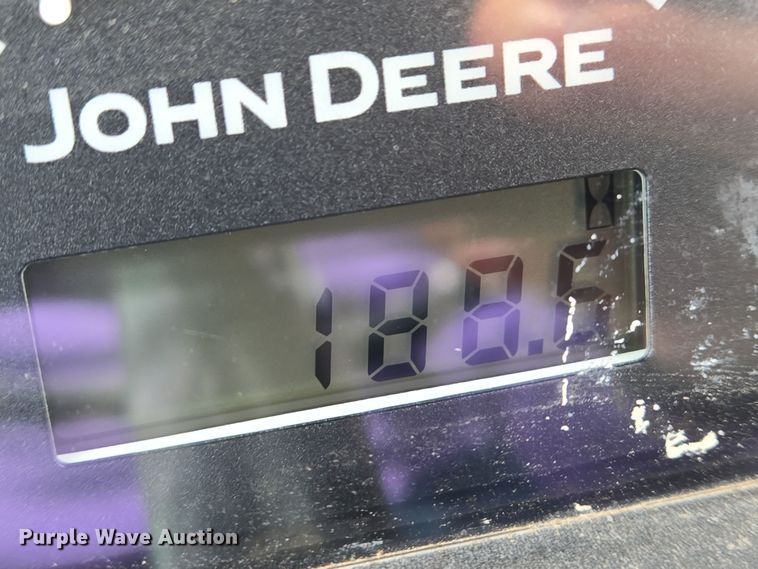 JOHN DEERE
188.6
Purple Wave Auction